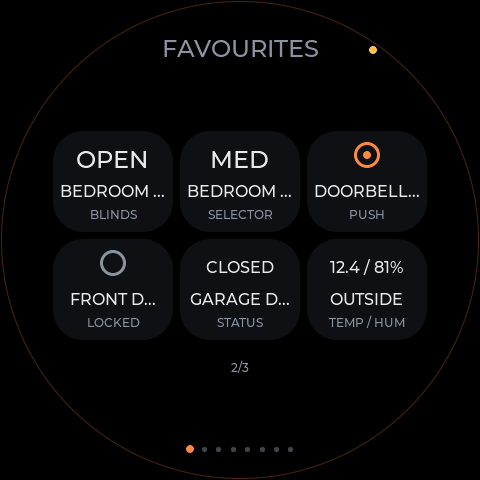 FAVOURITES
OPEN
BEDROOM ...
BLINDS
MED
BEDROOM ...
SELECTOR
DOORBELL...
PUSH
FRONT D...
LOCKED
CLOSED
GARAGE D...
STATUS
12.4 / 81%
OUTSIDE
TEMP / HUM
2/3